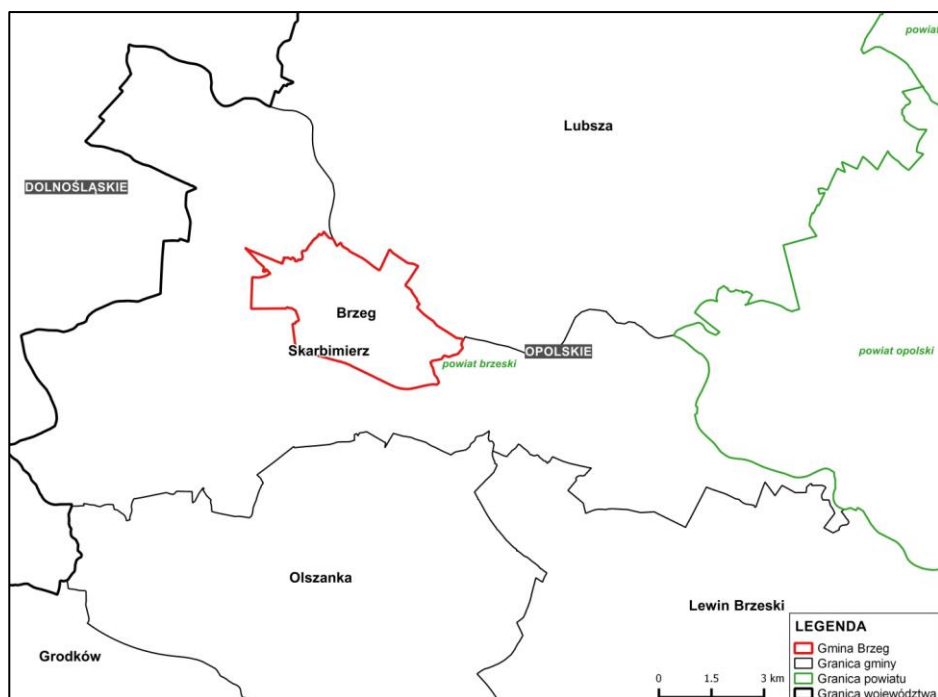 powiat
Lubsza
DOLNOŚLĄSKIE
Brzeg
Skarbimierz
OPOLSKIE
powiat opolski
powiat brzeski
Olszanka
Lewin Brzeski
Grodków
0 1.5 3 km
LEGENDA
Gmina Brzeg
Granica gminy
Granica powiatu
Granica województwa